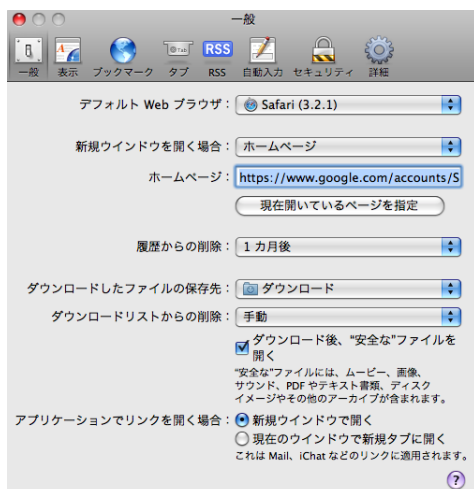 一般
一般 表示 ブックマーク タブ RSS 自動入力 セキュリティ 詳細
デフォルト Web ブラウザ： Safari (3.2.1)
新規ウインドウを開く場合： ホームページ
ホームページ： https://www.google.com/accounts/S
現在開いているページを指定
履歴からの削除： 1 カ月後
ダウンロードしたファイルの保存先： ダウンロード
ダウンロードリストからの削除： 手動
ダウンロード後、“安全な”ファイルを
開く
“安全な”ファイルには、ムービー、画像、
サウンド、PDF やテキスト書類、ディスク
イメージやその他のアーカイブが含まれます。
アプリケーションでリンクを開く場合： 新規ウインドウで開く
現在のウインドウで新規タブに開く
これは Mail、iChat などのリンクに適用されます。
?